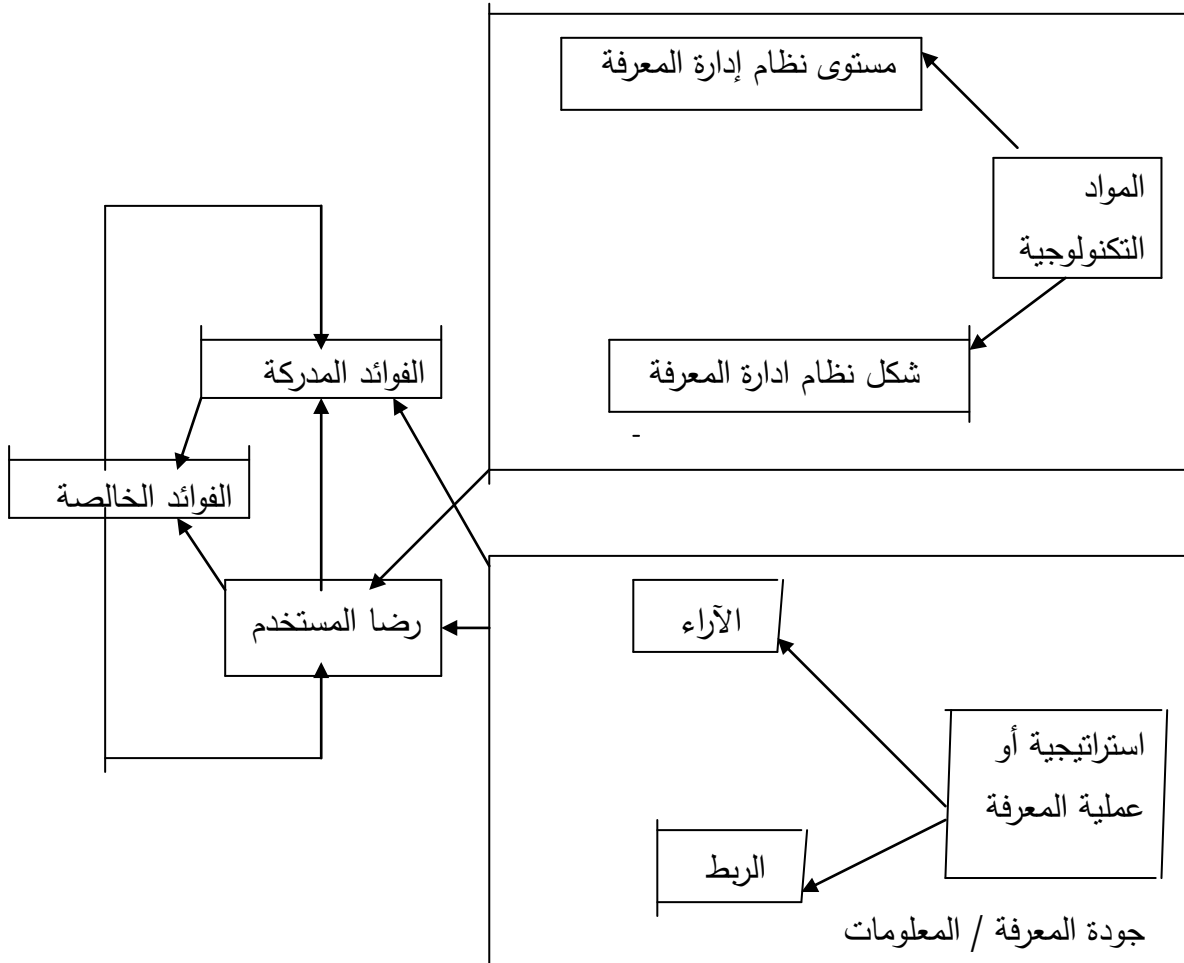 مستوى نظام إدارة المعرفة
المواد
التكنولوجية
شكل نظام ادارة المعرفة
-
الفوائد المدركة
الفوائد الخالصة
رضا المستخدم
الآراء
استراتيجية أو
عملية المعرفة
الربط
جودة المعرفة / المعلومات